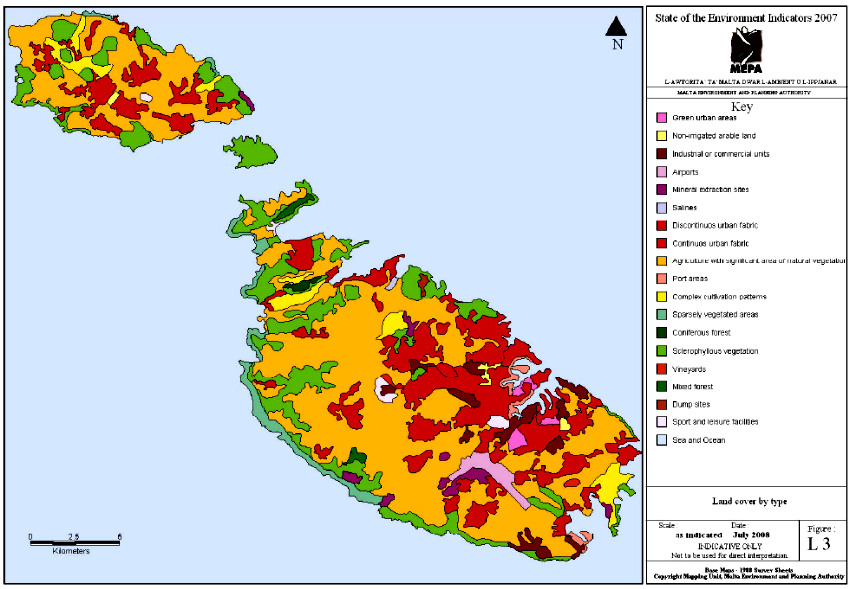 State of the Environment Indicators 2007
MEPA
L-AWTORITA' TA' MALTA DWAR L-AMBJENT U L-IPPJANAR
MALTA ENVIRONMENT AND PLANNING AUTHORITY
Key
Green urban areas
Non-irrigated arable land
Industrial or commercial units
Airports
Mineral extraction sites
Salines
Discontinuos urban fabric
Continuos urban fabric
Agriculture with significant area of natural vegetation
Port areas
Complex cultivation patterns
Sparsely vegetated areas
Coniferous forest
Sclerophyllous vegetation
Vineyards
Mixed forest
Dump sites
Sport and leisure facilities
Sea and Ocean
N
0 2.5 5
Kilometers
Land cover by type
Scale Date Figure :
as indicated July 2008 L 3
INDICATIVE ONLY
Not to be used for direct interpretation.
Base Maps - 1988 Survey Sheets
Copyright Mapping Unit, Malta Environment and Planning Authority